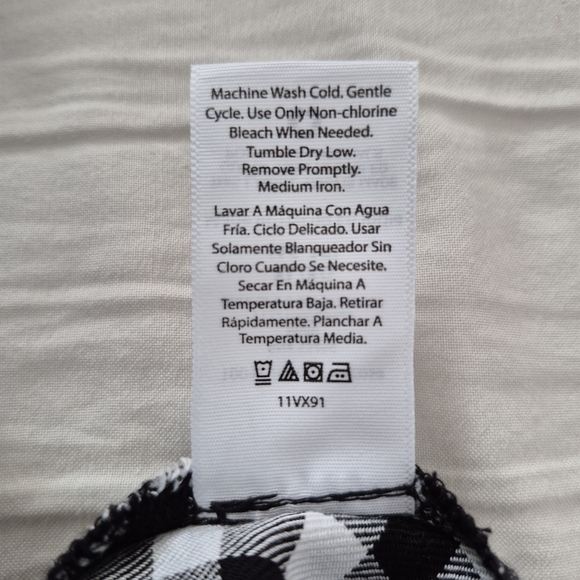 Machine Wash Cold. Gentle
Cycle. Use Only Non-chlorine
Bleach When Needed.
Tumble Dry Low.
Remove Promptly.
Medium Iron.
Lavar A Máquina Con Agua
Fría. Ciclo Delicado. Usar
Solamente Blanqueador Sin
Cloro Cuando Se Necesite.
Secar En Máquina A
Temperatura Baja. Retirar
Rápidamente. Planchar A
Temperatura Media.
11VX91